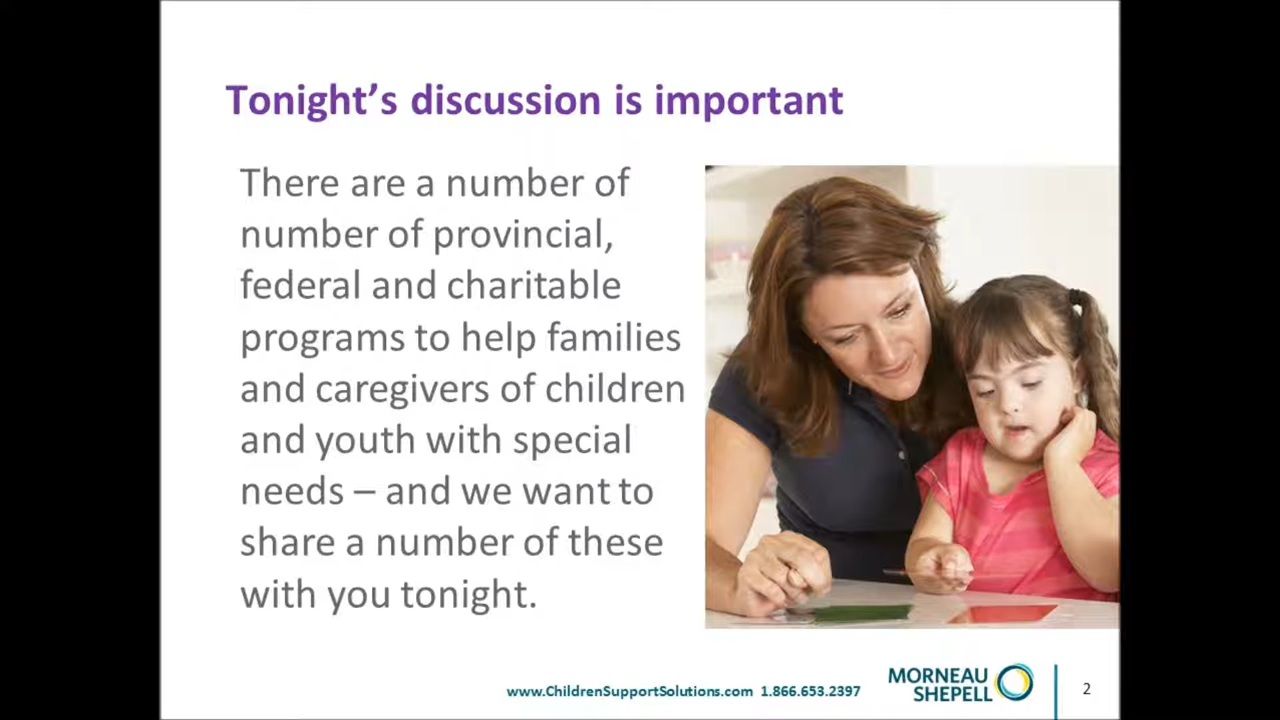 Tonight’s discussion is important
There are a number of
number of provincial,
federal and charitable
programs to help families
and caregivers of children
and youth with special
needs – and we want to
share a number of these
with you tonight.
www.ChildrenSupportSolutions.com 1.866.653.2397
MORNEAU
SHEPELL
2